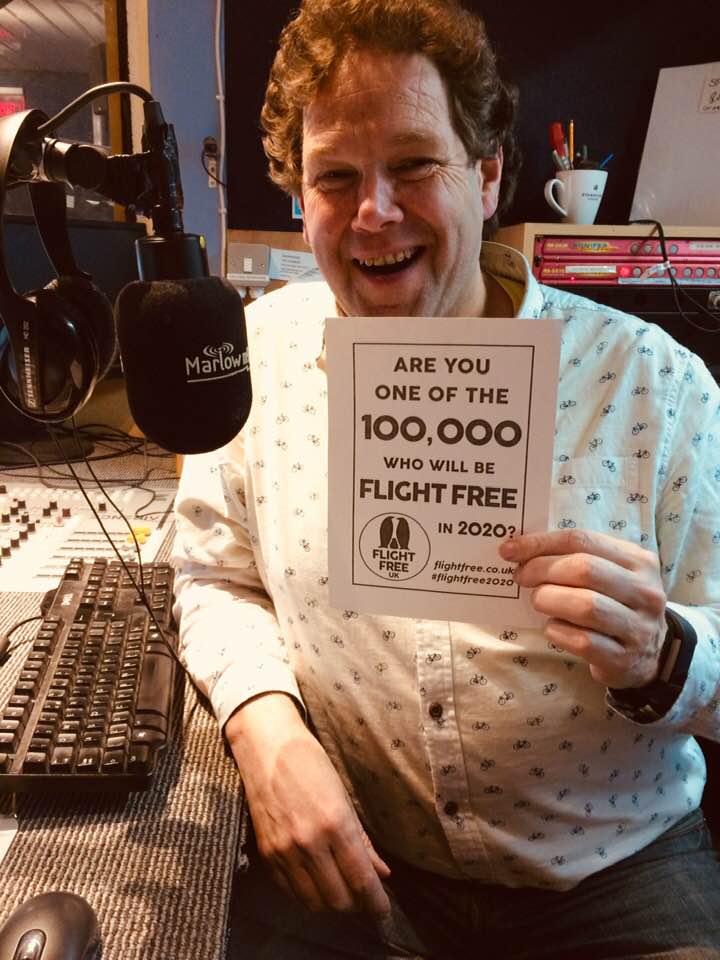 Marlow
SENNHEISER
ARE YOU
ONE OF THE
100,000
WHO WILL BE
FLIGHT FREE
IN 2020?
FLIGHT
FREE
UK
flightfree.co.uk
#flightfree2020
DELL